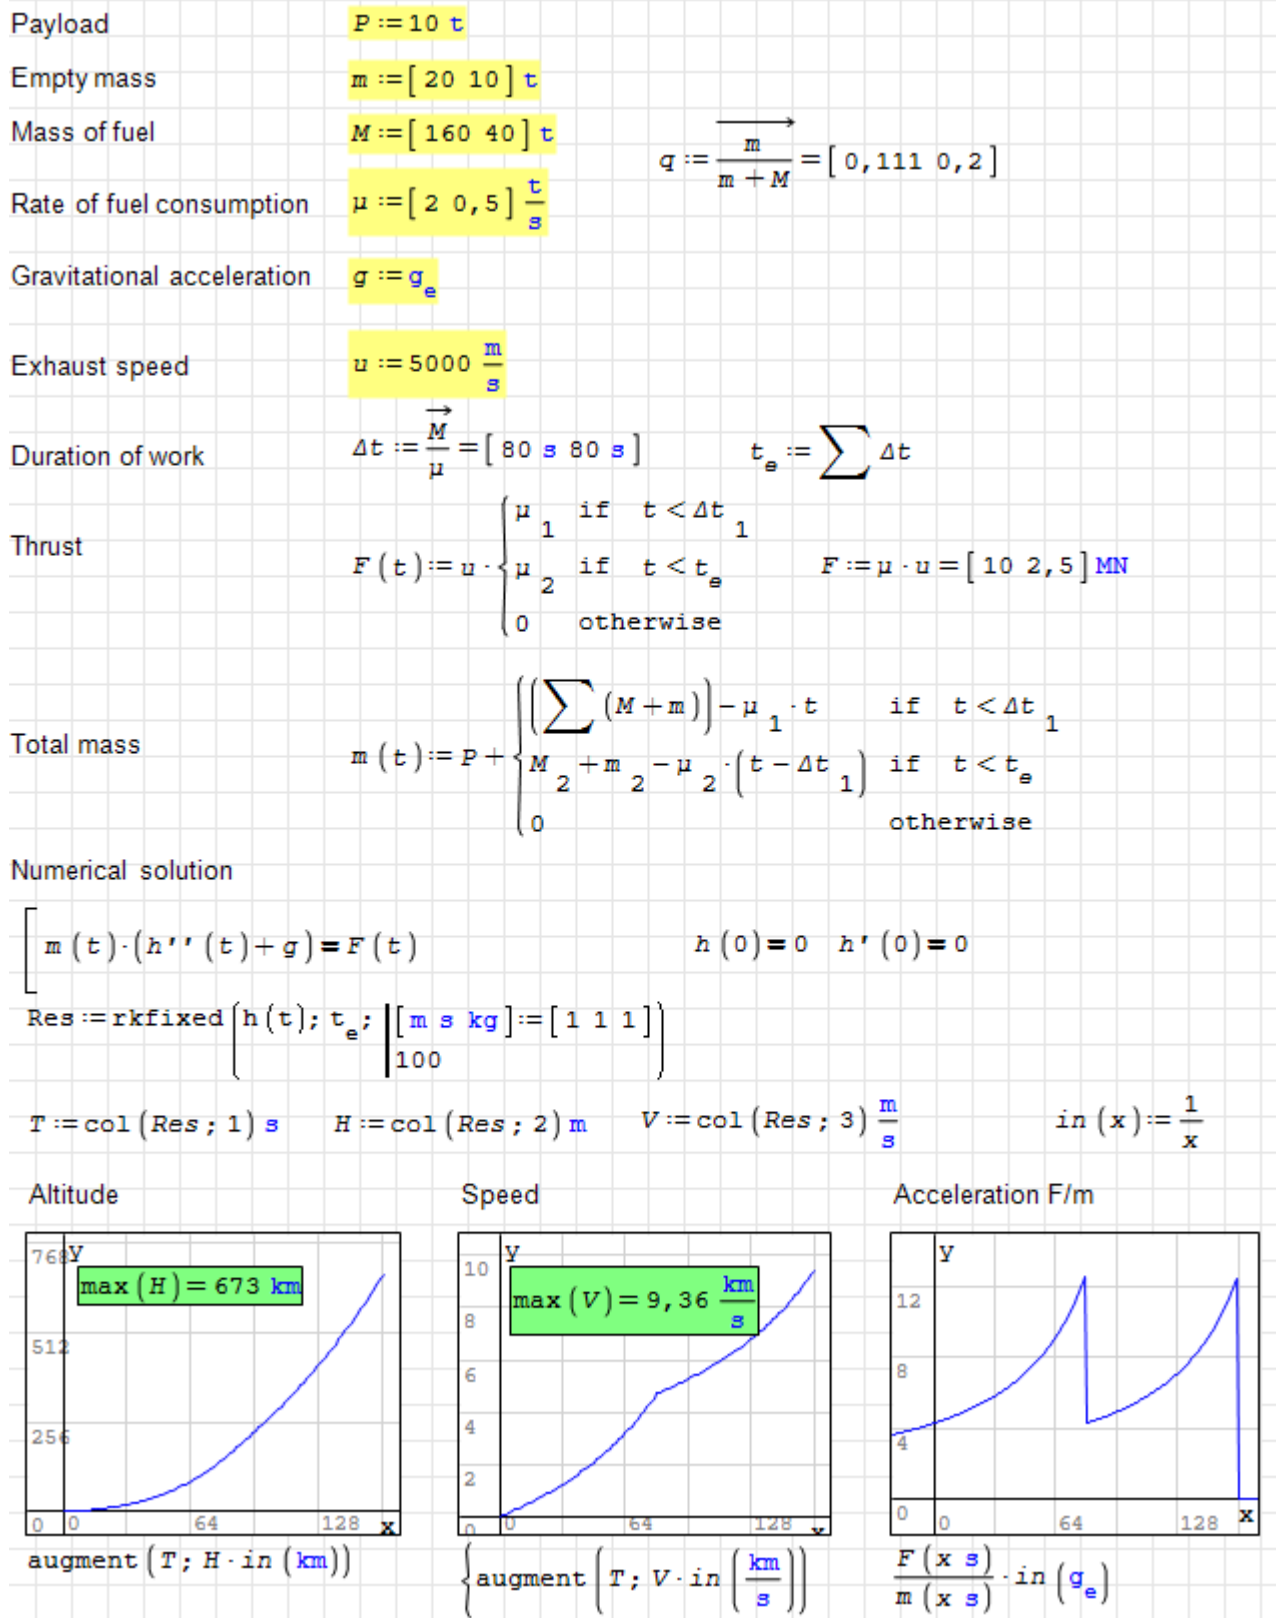 Payload P := 10 t
Empty mass m := [ 20 10 ] t
Mass of fuel M := [ 160 40 ] t q := m / (m + M) = [ 0,111 0,2 ]
Rate of fuel consumption μ := [ 2 0,5 ] t/s
Gravitational acceleration g := g_e
Exhaust speed u := 5000 m/s
Duration of work Δt := M/μ = [ 80 s 80 s ] t_e := ∑ Δt
Thrust F ( t ) := u · { μ_1 if t < Δt_1
μ_2 if t < t_e F := μ · u = [ 10 2,5 ] MN
0 otherwise
Total mass m ( t ) := P + { ( ∑ ( M + m ) ) − μ_1 · t if t < Δt_1
M_2 + m_2 − μ_2 · ( t − Δt_1 ) if t < t_e
0 otherwise
Numerical solution
m ( t ) · ( h'' ( t ) + g ) = F ( t ) h ( 0 ) = 0 h' ( 0 ) = 0
Res := rkfixed ( h ( t ) ; t_e ; | [ m s kg ] := [ 1 1 1 ]
100 )
T := col ( Res ; 1 ) s H := col ( Res ; 2 ) m V := col ( Res ; 3 ) m/s in ( x ) := 1/x
Altitude
768 y
max ( H ) = 673 km
512
256
0 0 64 128 x
augment ( T ; H · in ( km ) )
Speed
10 y
max ( V ) = 9,36 km/s
8
6
4
2
0 0 64 128 x
{ augment ( T ; V · in ( km/s ) )
Acceleration F/m
y
12
8
4
0 0 64 128 x
F ( x s ) / m ( x s ) · in ( g_e )